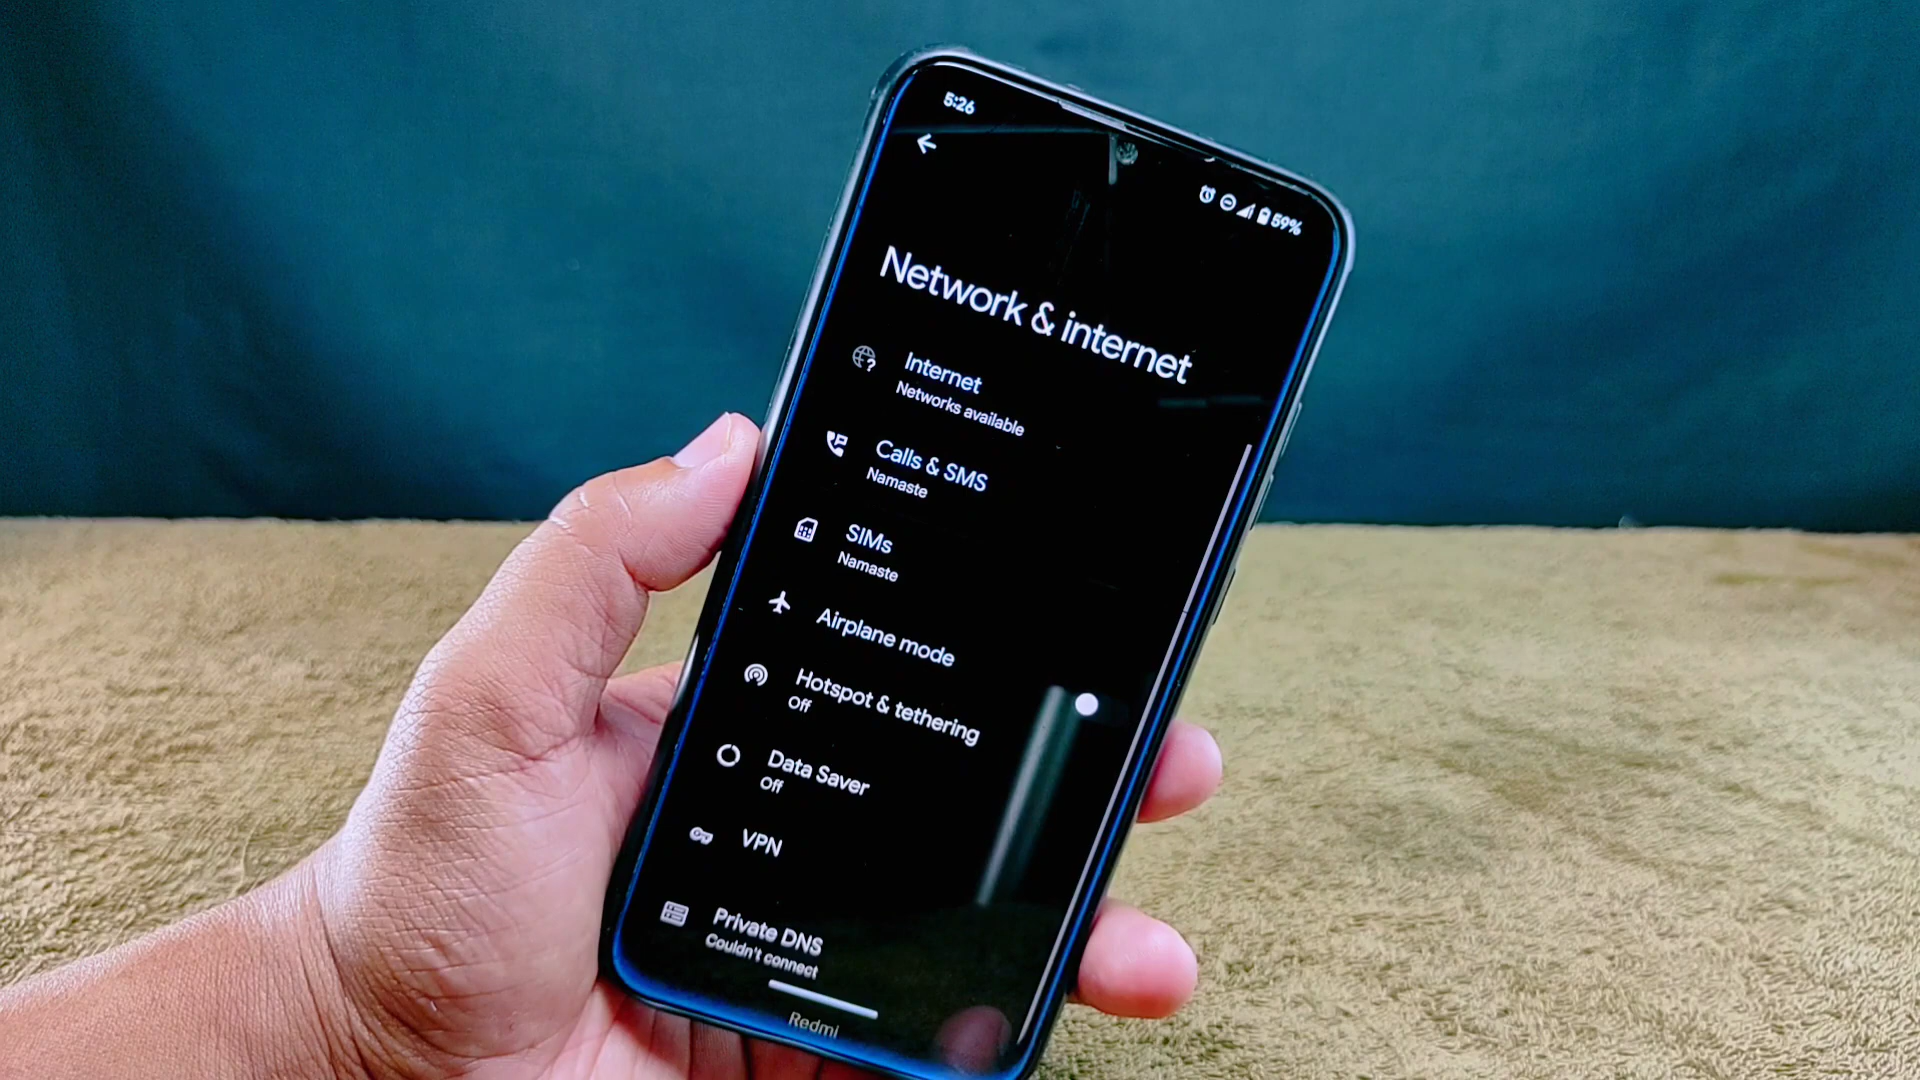 5:26
59%
Network & internet
Internet
Networks available
Calls & SMS
Namaste
SIMs
Namaste
Airplane mode
Hotspot & tethering
Off
Data Saver
Off
VPN
Private DNS
Couldn't connect
Redmi